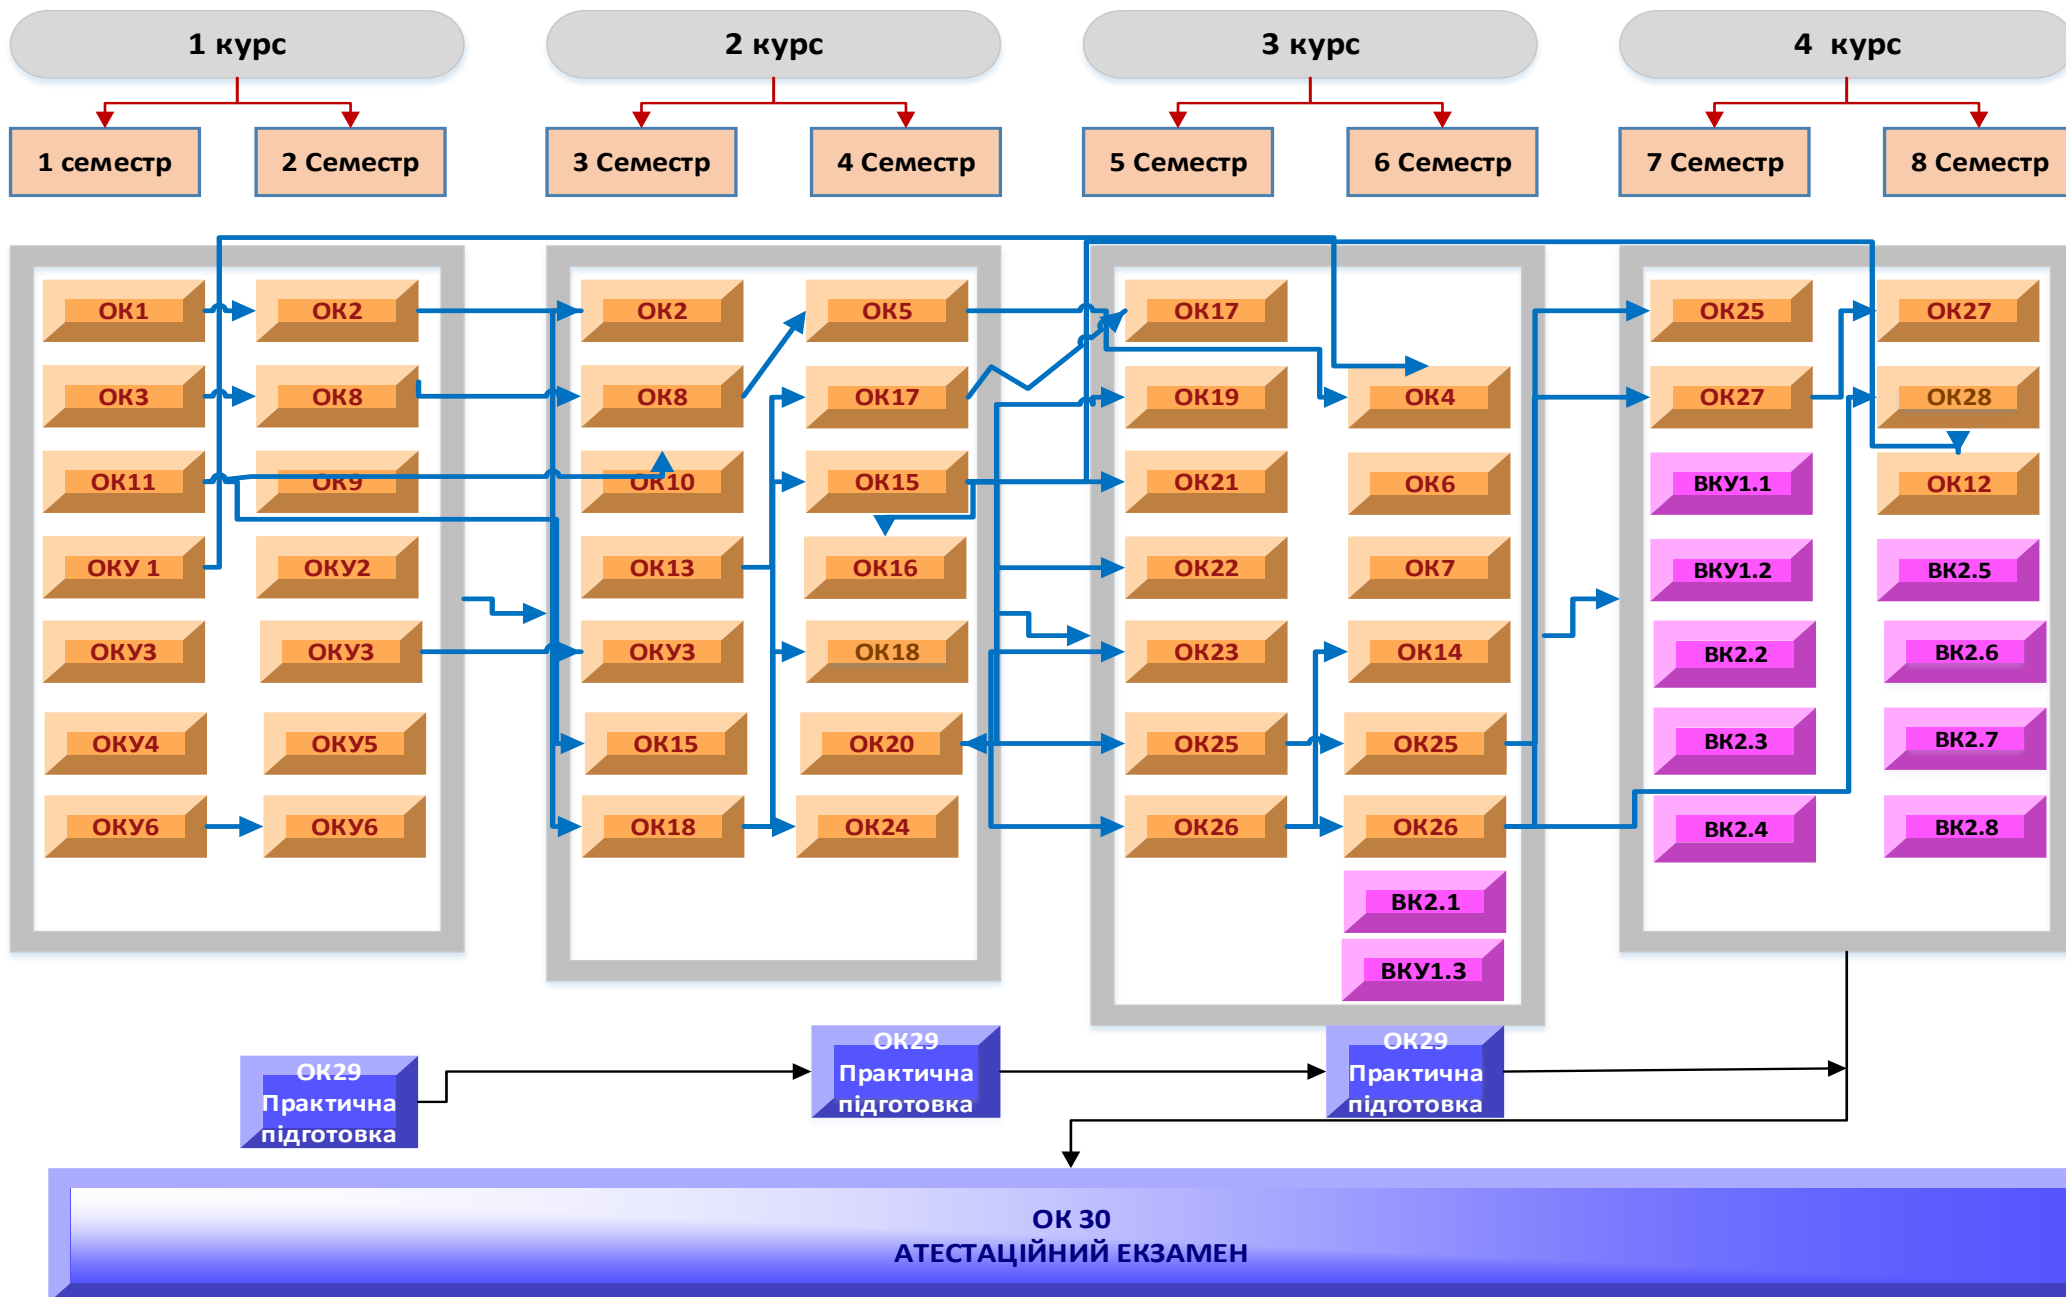 1 курс
2 курс
3 курс
4 курс
1 семестр
2 Семестр
3 Семестр
4 Семестр
5 Семестр
6 Семестр
7 Семестр
8 Семестр
ОК1
ОК2
ОК2
ОК5
ОК17
ОК25
ОК27
ОК3
ОК8
ОК8
ОК17
ОК19
ОК4
ОК27
ОК28
ОК11
ОК9
ОК10
ОК15
ОК21
ОК6
ВКУ1.1
ОК12
ОКУ 1
ОКУ2
ОК13
ОК16
ОК22
ОК7
ВКУ1.2
ВК2.5
ОКУ3
ОКУ3
ОКУ3
ОК18
ОК23
ОК14
ВК2.2
ВК2.6
ОКУ4
ОКУ5
ОК15
ОК20
ОК25
ОК25
ВК2.3
ВК2.7
ОКУ6
ОКУ6
ОК18
ОК24
ОК26
ОК26
ВК2.4
ВК2.8
ВК2.1
ВКУ1.3
ОК29
Практична
підготовка
ОК29
Практична
підготовка
ОК29
Практична
підготовка
ОК 30
АТЕСТАЦІЙНИЙ ЕКЗАМЕН